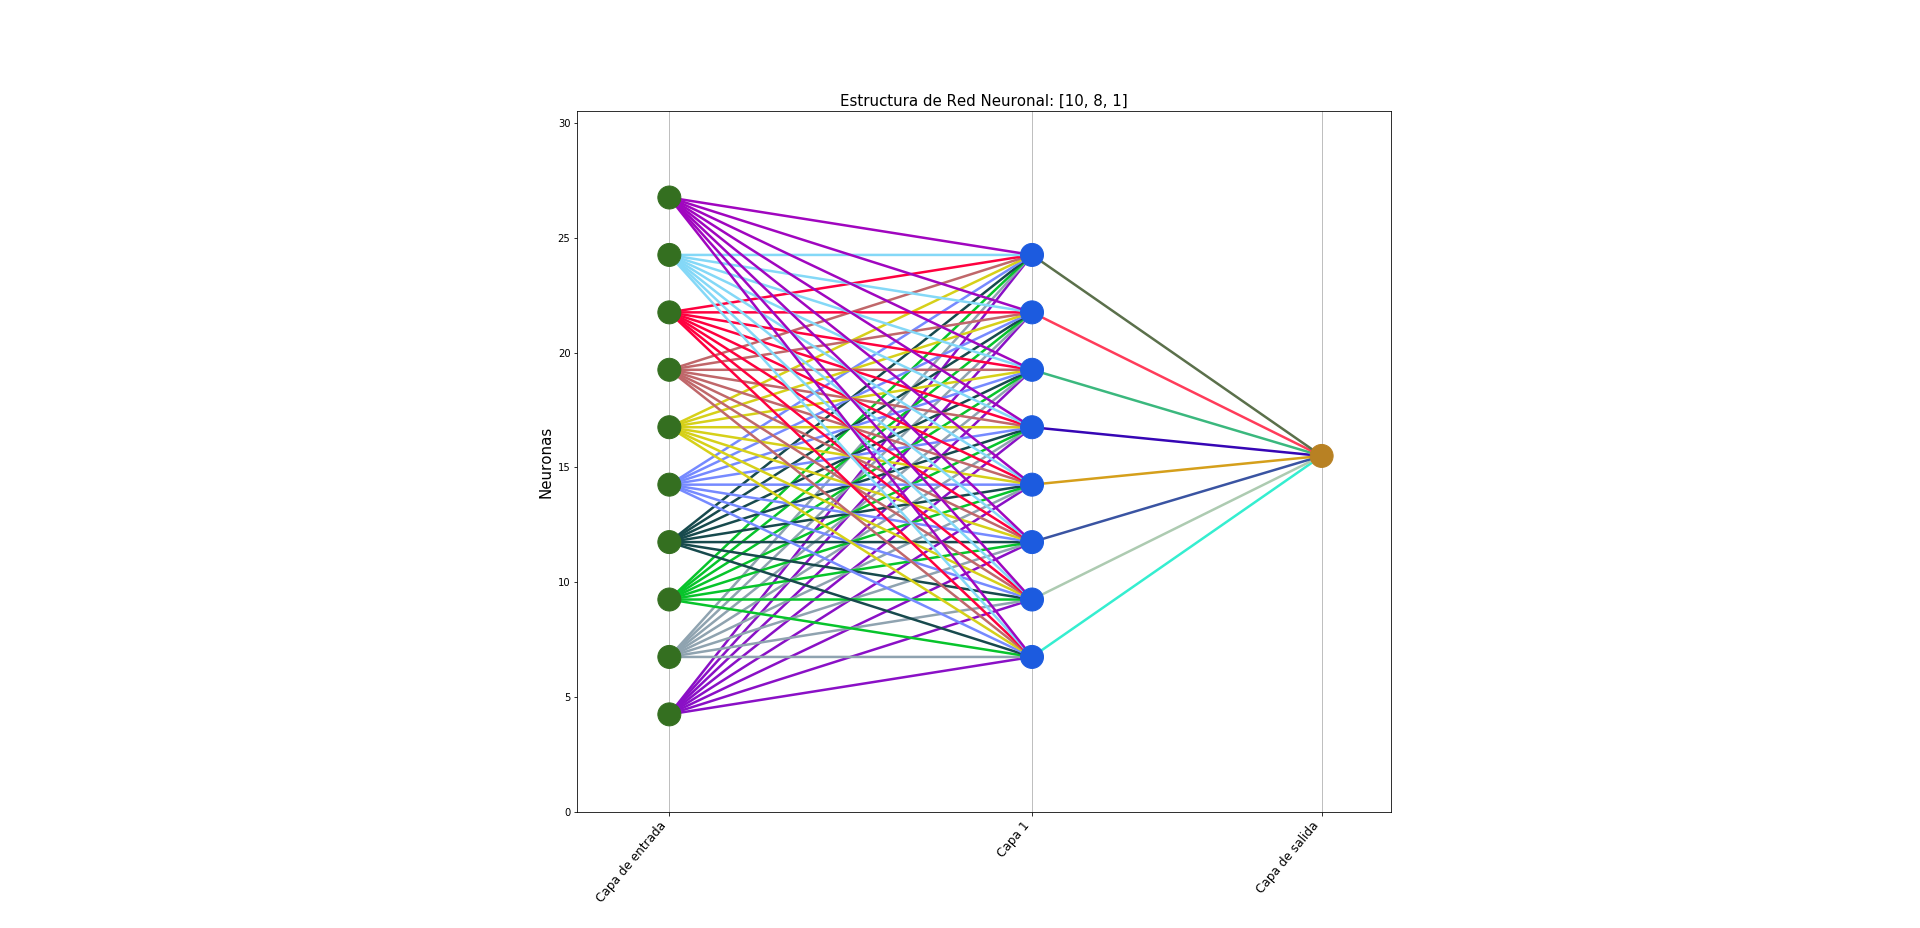 Estructura de Red Neuronal: [10, 8, 1]
Neuronas
30
25
20
15
10
5
0
Capa de entrada
Capa 1
Capa de salida